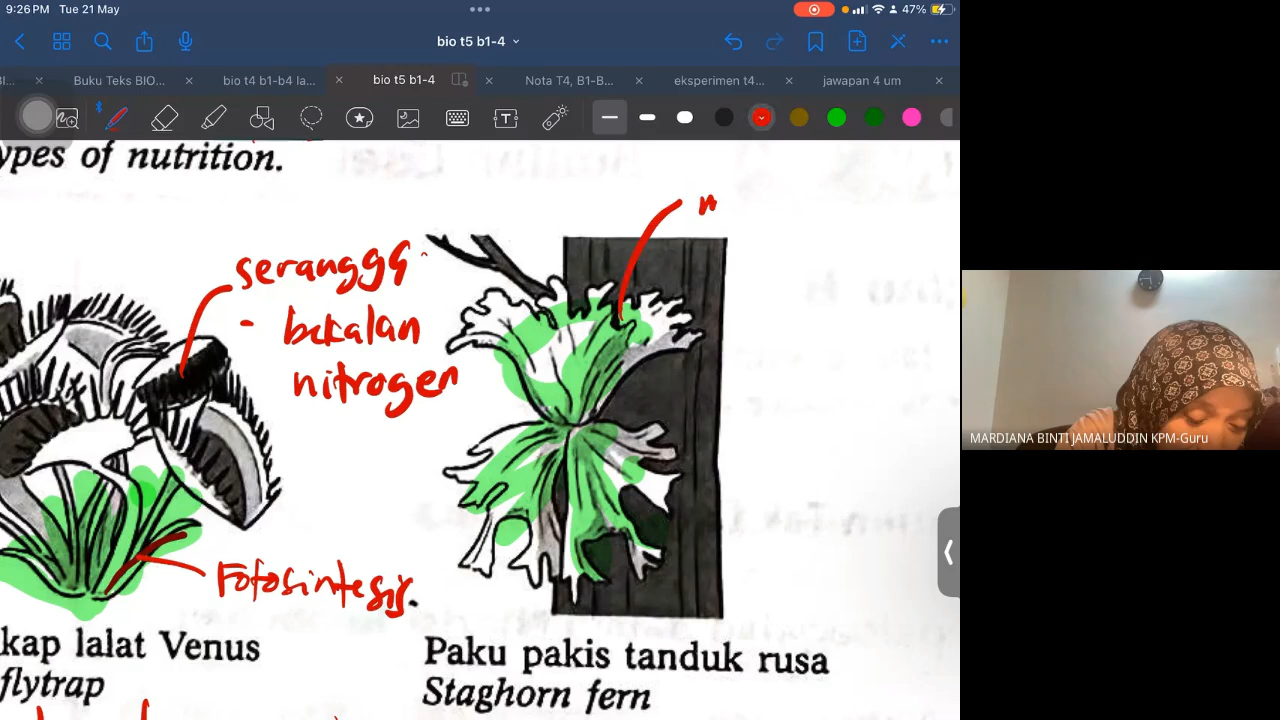 9:26 PM Tue 21 May
47%
bio t5 b1-4
Buku Teks BIO...
bio t4 b1-b4 la...
bio t5 b1-4
Nota T4, B1-B...
eksperimen t4...
jawapan 4 um
ypes of nutrition.
serangga
- bekalan
nitrogen
Fotosintesis.
kap lalat Venus
flytrap
Paku pakis tanduk rusa
Staghorn fern
MARDIANA BINTI JAMALUDDIN KPM-Guru